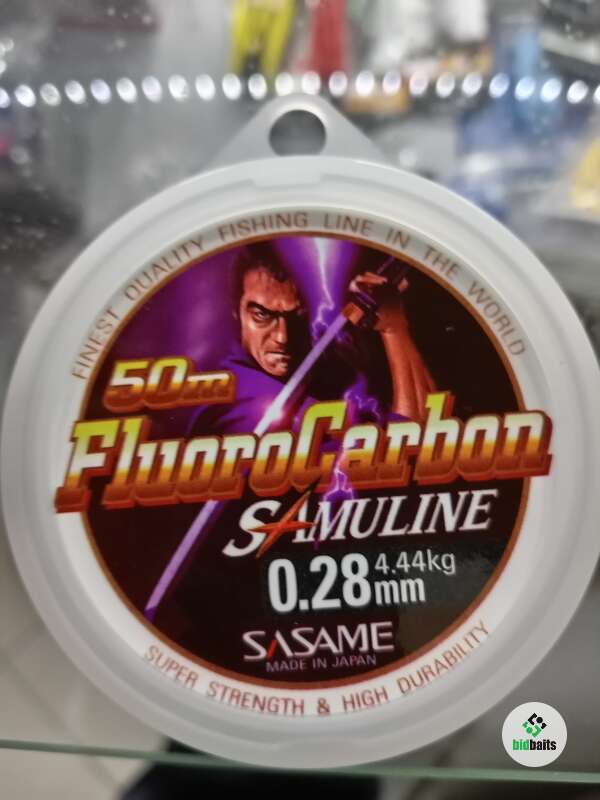 FINEST QUALITY FISHING LINE IN THE WORLD
50m
FluoroCarbon
SAMULINE
4.44kg
0.28mm
SASAME
MADE IN JAPAN
SUPER STRENGTH & HIGH DURABILITY
bidbaits